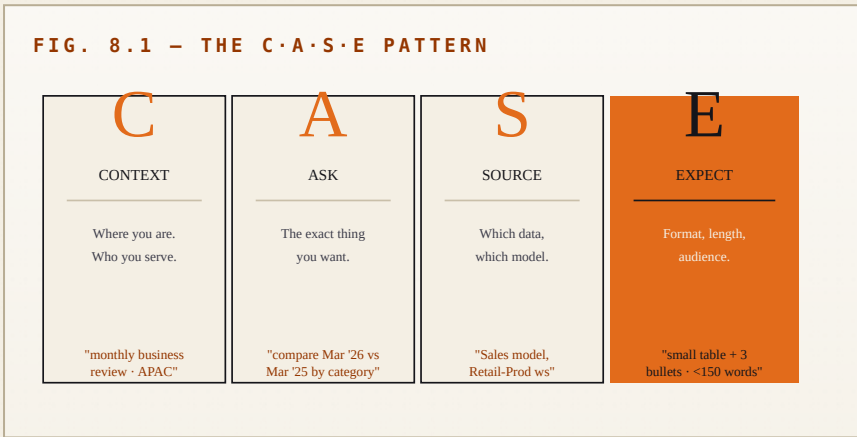 FIG. 8.1 — THE C·A·S·E PATTERN
C
CONTEXT
Where you are.
Who you serve.
"monthly business
review · APAC"
A
ASK
The exact thing
you want.
"compare Mar '26 vs
Mar '25 by category"
S
SOURCE
Which data,
which model.
"Sales model,
Retail-Prod ws"
E
EXPECT
Format, length,
audience.
"small table + 3
bullets · <150 words"